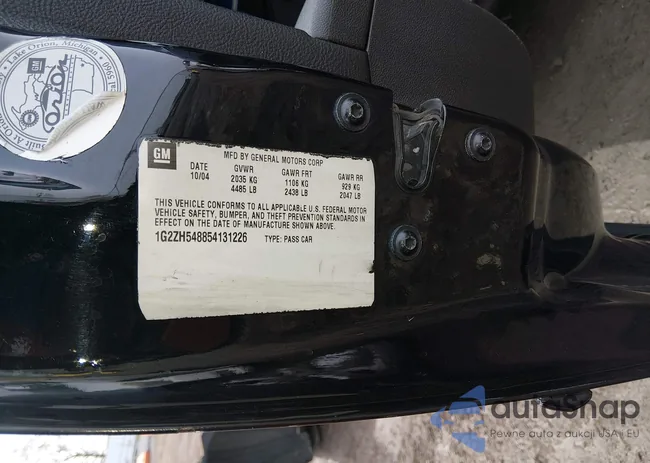 Lake Orion, Michigan
GM
Orion
GM
MFD BY GENERAL MOTORS CORP
DATE GVWR GAWR FRT GAWR RR
10/04 2035 KG 1106 KG 929 KG
4485 LB 2438 LB 2047 LB
THIS VEHICLE CONFORMS TO ALL APPLICABLE U.S. FEDERAL MOTOR
VEHICLE SAFETY, BUMPER, AND THEFT PREVENTION STANDARDS IN
EFFECT ON THE DATE OF MANUFACTURE SHOWN ABOVE.
1G2ZH548854131226 TYPE: PASS CAR
autaSnap
Pewne auta z aukcji USA i EU